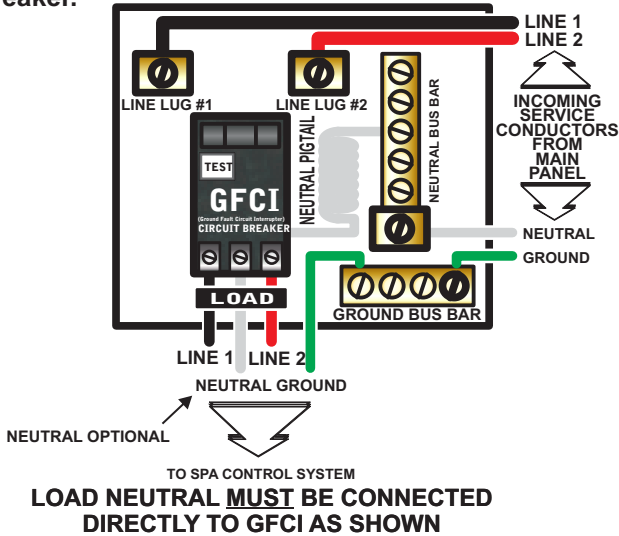 eaker.
LINE 1
LINE 2
LINE LUG #1
LINE LUG #2
INCOMING
SERVICE
CONDUCTORS
FROM
MAIN
PANEL
NEUTRAL BUS BAR
NEUTRAL PIGTAIL
TEST
GFCI
(Ground Fault Circuit Interrupter)
CIRCUIT BREAKER
NEUTRAL
GROUND
LOAD
GROUND BUS BAR
LINE 1 LINE 2
NEUTRAL GROUND
NEUTRAL OPTIONAL
TO SPA CONTROL SYSTEM
LOAD NEUTRAL MUST BE CONNECTED
DIRECTLY TO GFCI AS SHOWN